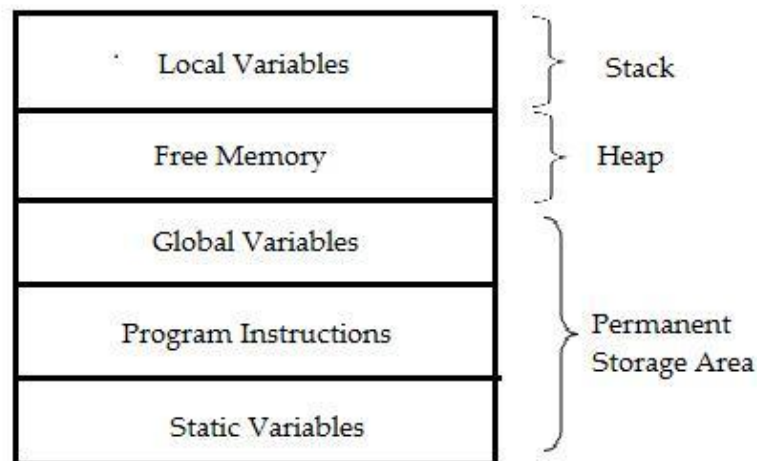 Local Variables
Stack
Free Memory
Heap
Global Variables
Program Instructions
Permanent
Storage Area
Static Variables